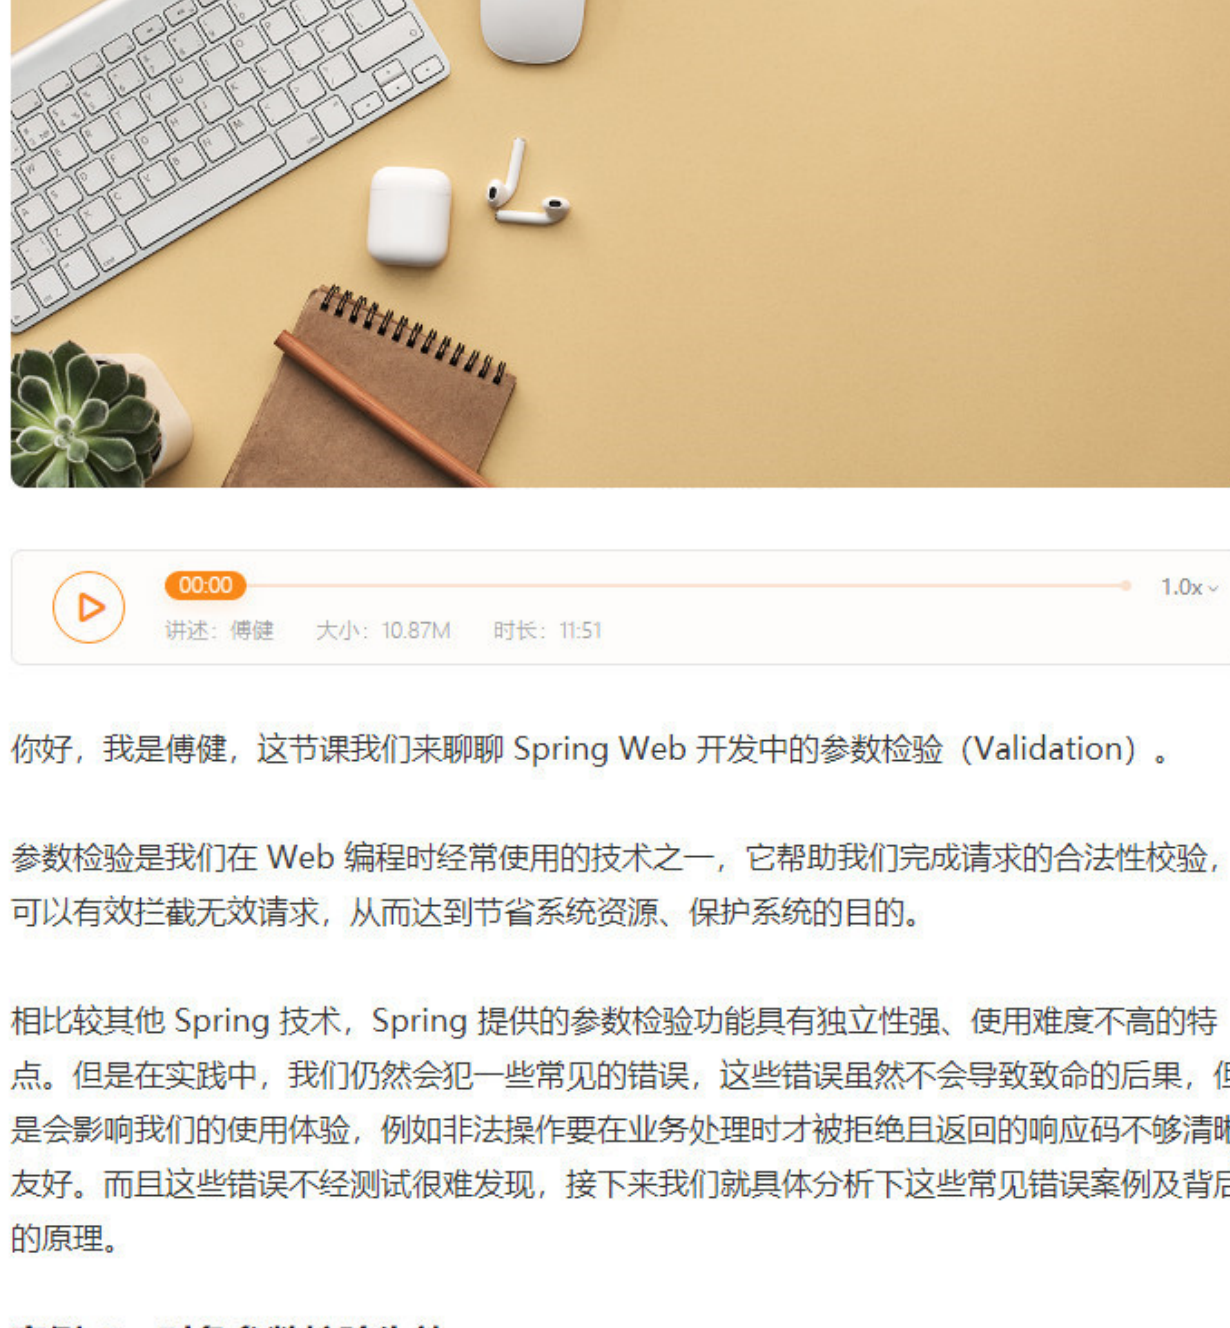 00:00
1.0x
讲述：傅健 大小：10.87M 时长：11:51
你好，我是傅健，这节课我们来聊聊 Spring Web 开发中的参数检验（Validation）。
参数检验是我们在 Web 编程时经常使用的技术之一，它帮助我们完成请求的合法性校验，
可以有效拦截无效请求，从而达到节省系统资源、保护系统的目的。
相比较其他 Spring 技术，Spring 提供的参数检验功能具有独立性强、使用难度不高的特
点。但是在实践中，我们仍然会犯一些常见的错误，这些错误虽然不会导致致命的后果，但
是会影响我们的使用体验，例如非法操作要在业务处理时才被拒绝且返回的响应码不够清晰
友好。而且这些错误不经测试很难发现，接下来我们就具体分析下这些常见错误案例及背后
的原理。